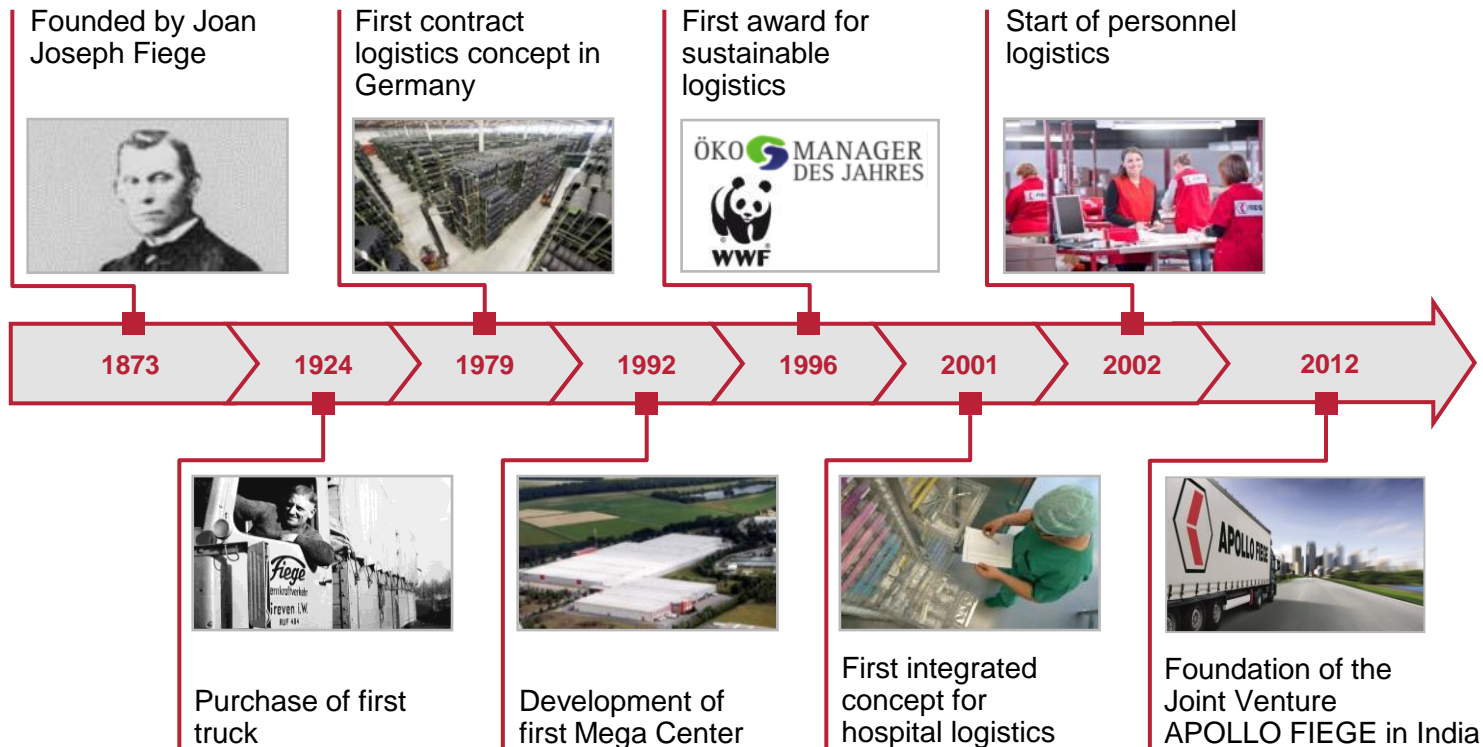 Founded by Joan
Joseph Fiege
First contract
logistics concept in
Germany
First award for
sustainable
logistics
Start of personnel
logistics
ÖKO MANAGER
DES JAHRES
WWF
1873
1924
1979
1992
1996
2001
2002
2012
Fiege
ernkraftverkehr
Greven i.W.
RUF 404
APOLLO FIEGE
Purchase of first
truck
Development of
first Mega Center
First integrated
concept for
hospital logistics
Foundation of the
Joint Venture
APOLLO FIEGE in India